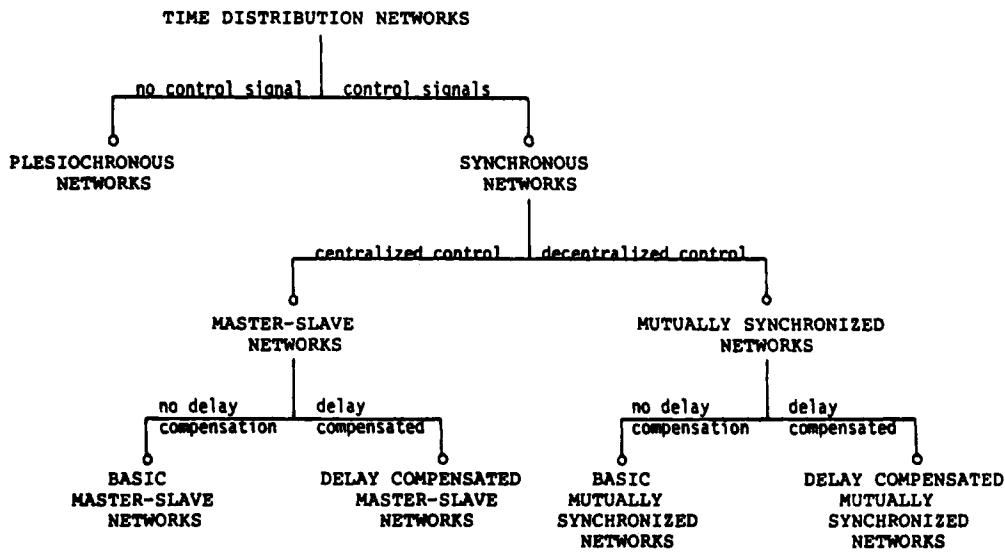 TIME DISTRIBUTION NETWORKS
no control signal control signals
PLESIOCHRONOUS
NETWORKS
SYNCHRONOUS
NETWORKS
centralized control decentralized control
MASTER-SLAVE
NETWORKS
MUTUALLY SYNCHRONIZED
NETWORKS
no delay
compensation
delay
compensated
no delay
compensation
delay
compensated
BASIC
MASTER-SLAVE
NETWORKS
DELAY COMPENSATED
MASTER-SLAVE
NETWORKS
BASIC
MUTUALLY
SYNCHRONIZED
NETWORKS
DELAY COMPENSATED
MUTUALLY
SYNCHRONIZED
NETWORKS